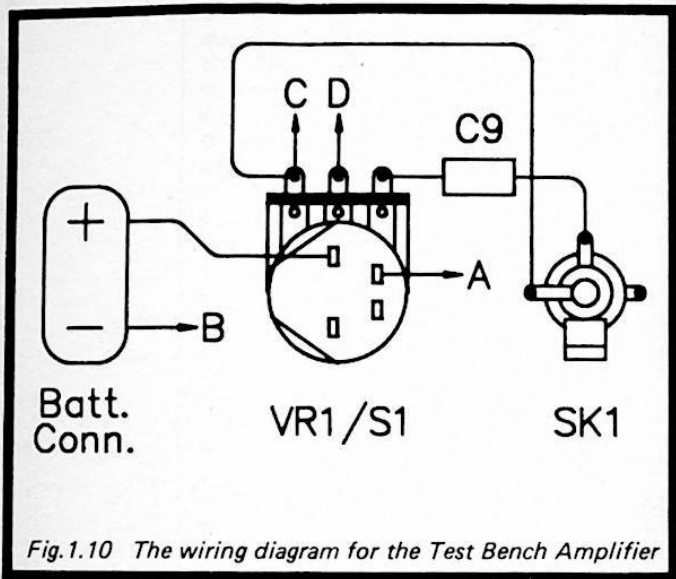 C D
C9
+
A
− B
Batt.
Conn.
VR1/S1
SK1
Fig.1.10 The wiring diagram for the Test Bench Amplifier